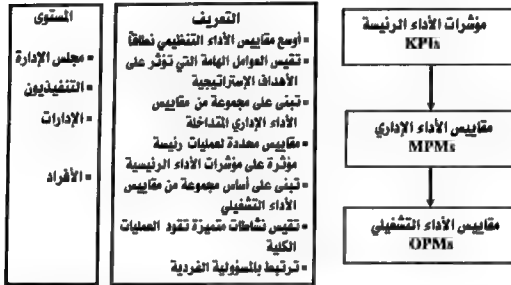 المستوى
▪ مجلس الإدارة
▪ التنفيذيون
▪ الإدارات
▪ الأفراد
التعريف
▪ أوسع مقاييس الأداء التنظيمي نطاقاً
▪ تقيس العوامل الهامة التي تؤثر على
الأهداف الإستراتيجية
▪ تبنى على مجموعة من مقاييس
الأداء الإداري المتداخلة
▪ مقاييس محددة لعمليات رئيسة
مؤثرة على مؤشرات الأداء الرئيسية
▪ تبنى على أساس مجموعة من مقاييس
الأداء التشغيلي
▪ تقيس نشاطات متميزة تقود العمليات
الكلية
▪ ترتبط بالمسؤولية الفردية
مؤشرات الأداء الرئيسة
KPIs
مقاييس الأداء الإداري
MPMs
مقاييس الأداء التشغيلي
OPMs